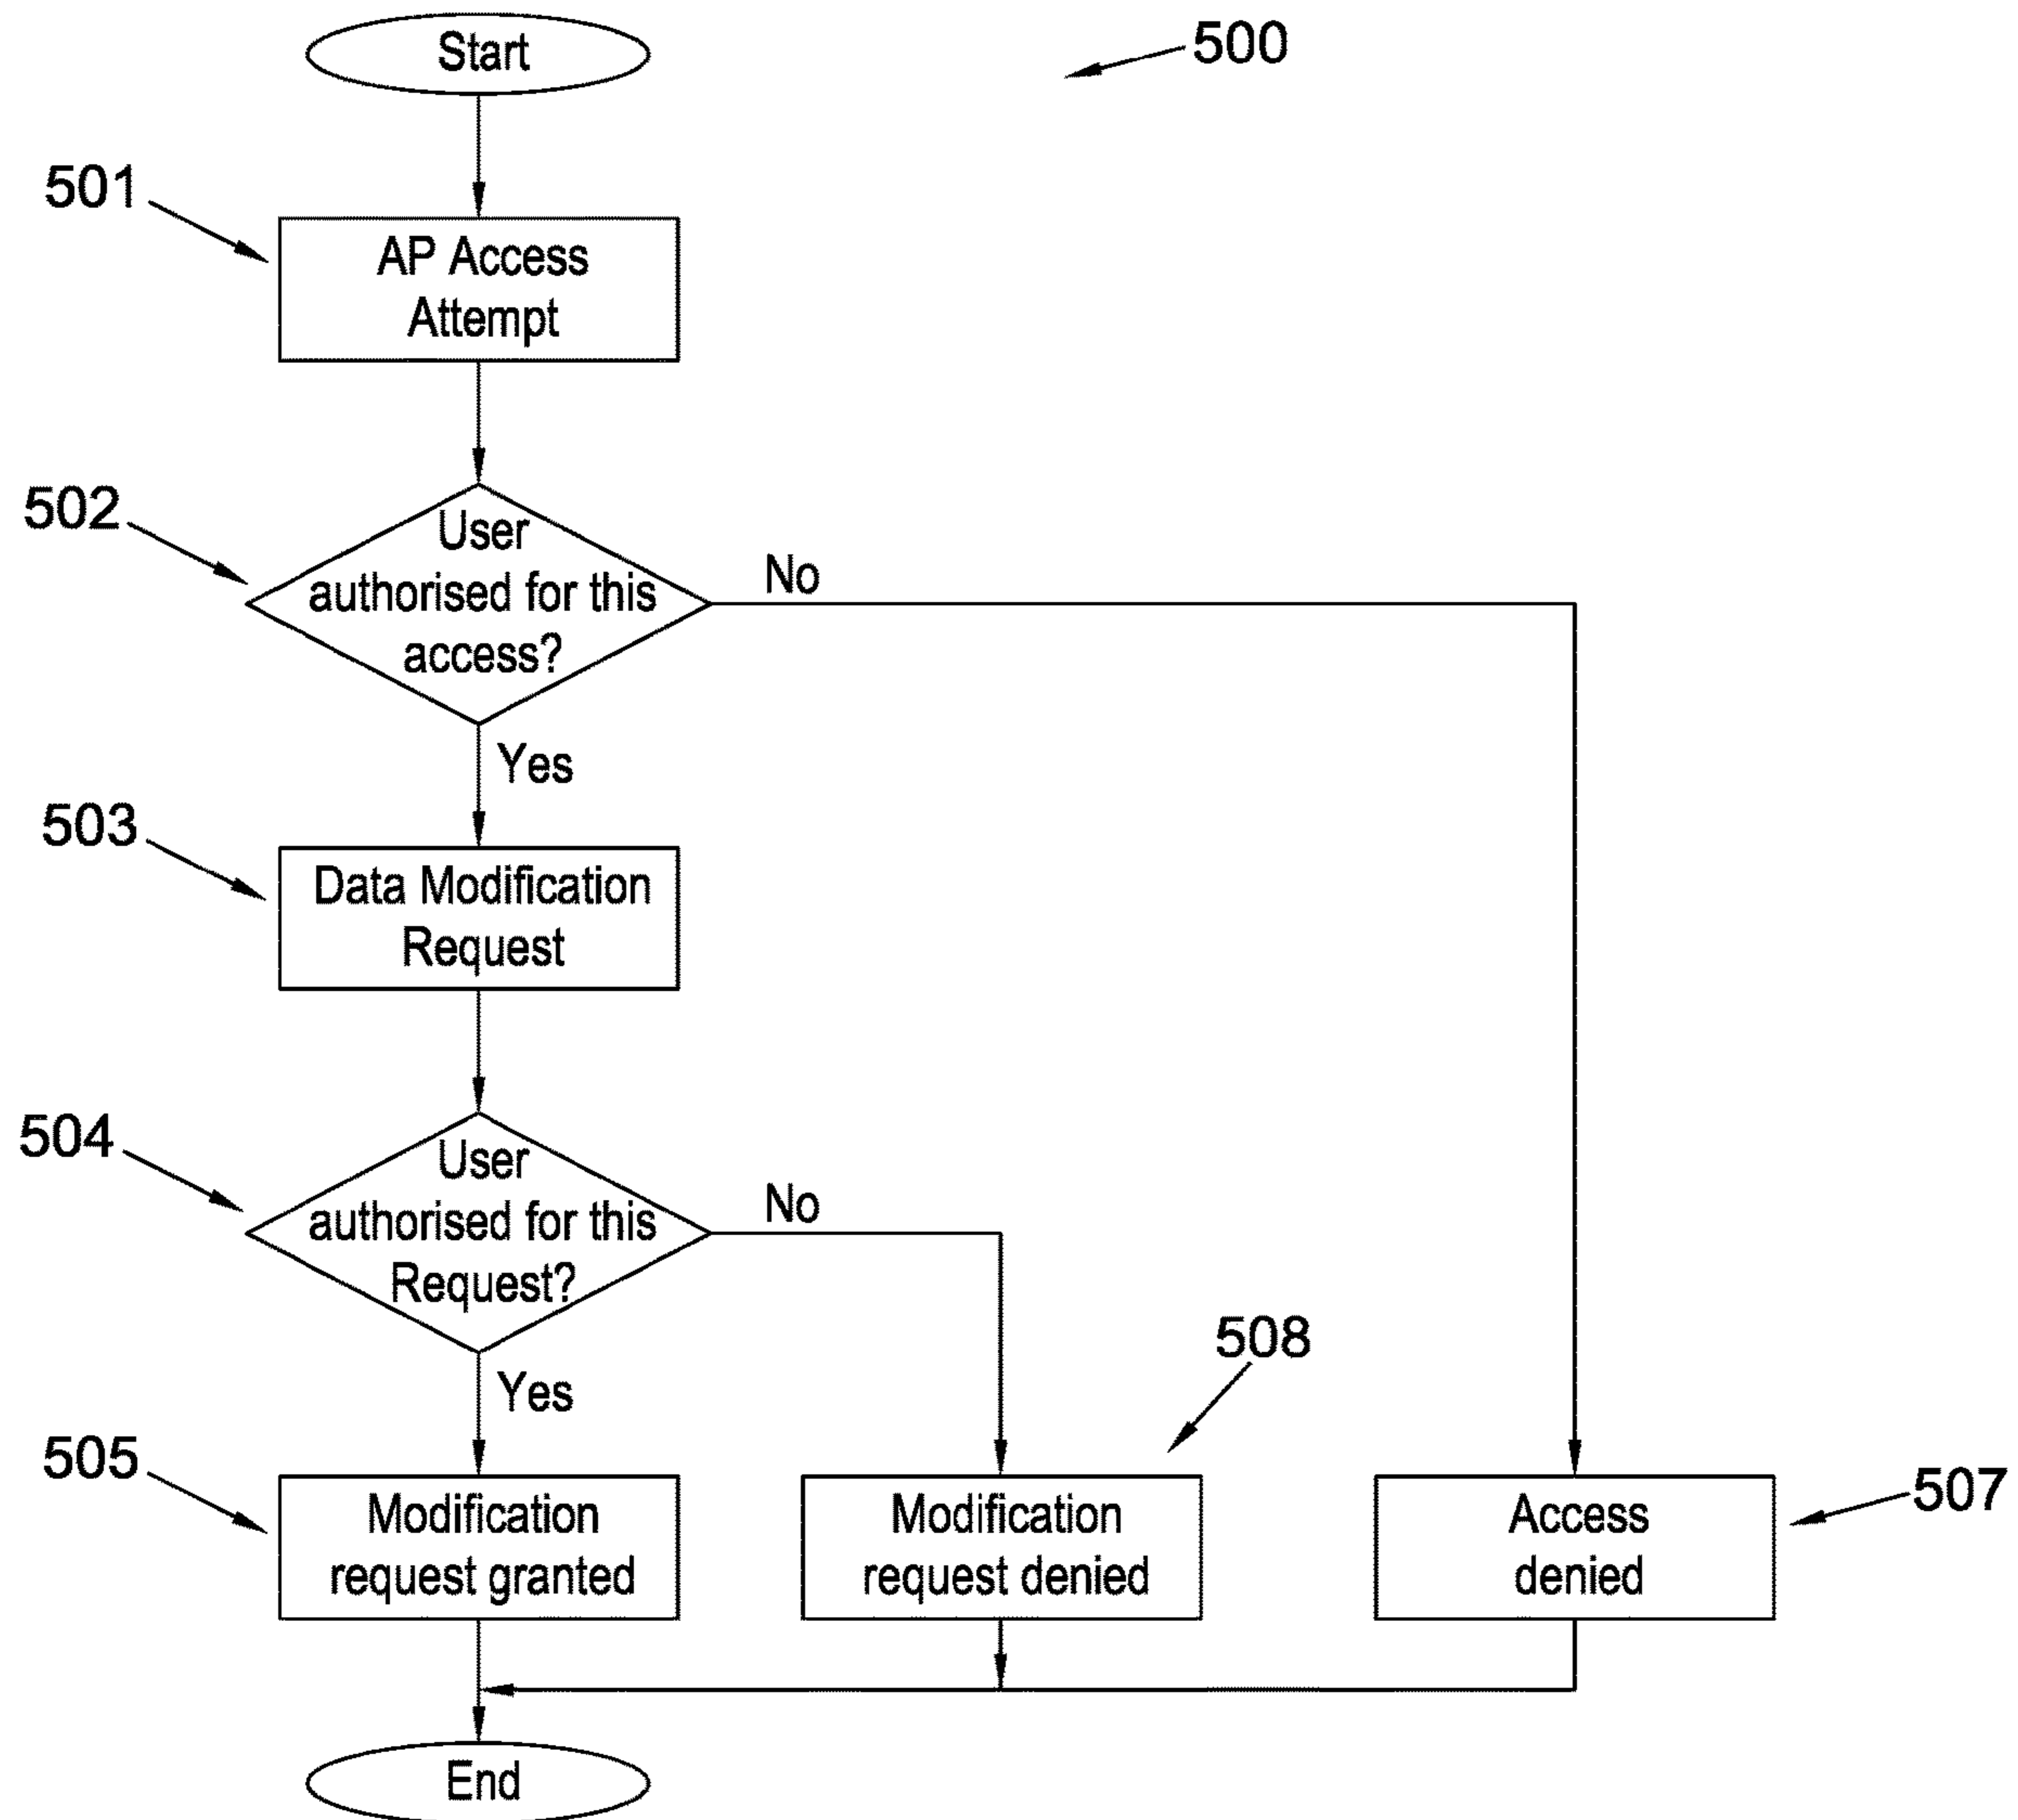 Start
500
501
AP Access
Attempt
502
User
authorised for this
access?
No
Yes
503
Data Modification
Request
504
User
authorised for this
Request?
No
Yes
508
505
Modification
request granted
Modification
request denied
Access
denied
507
End